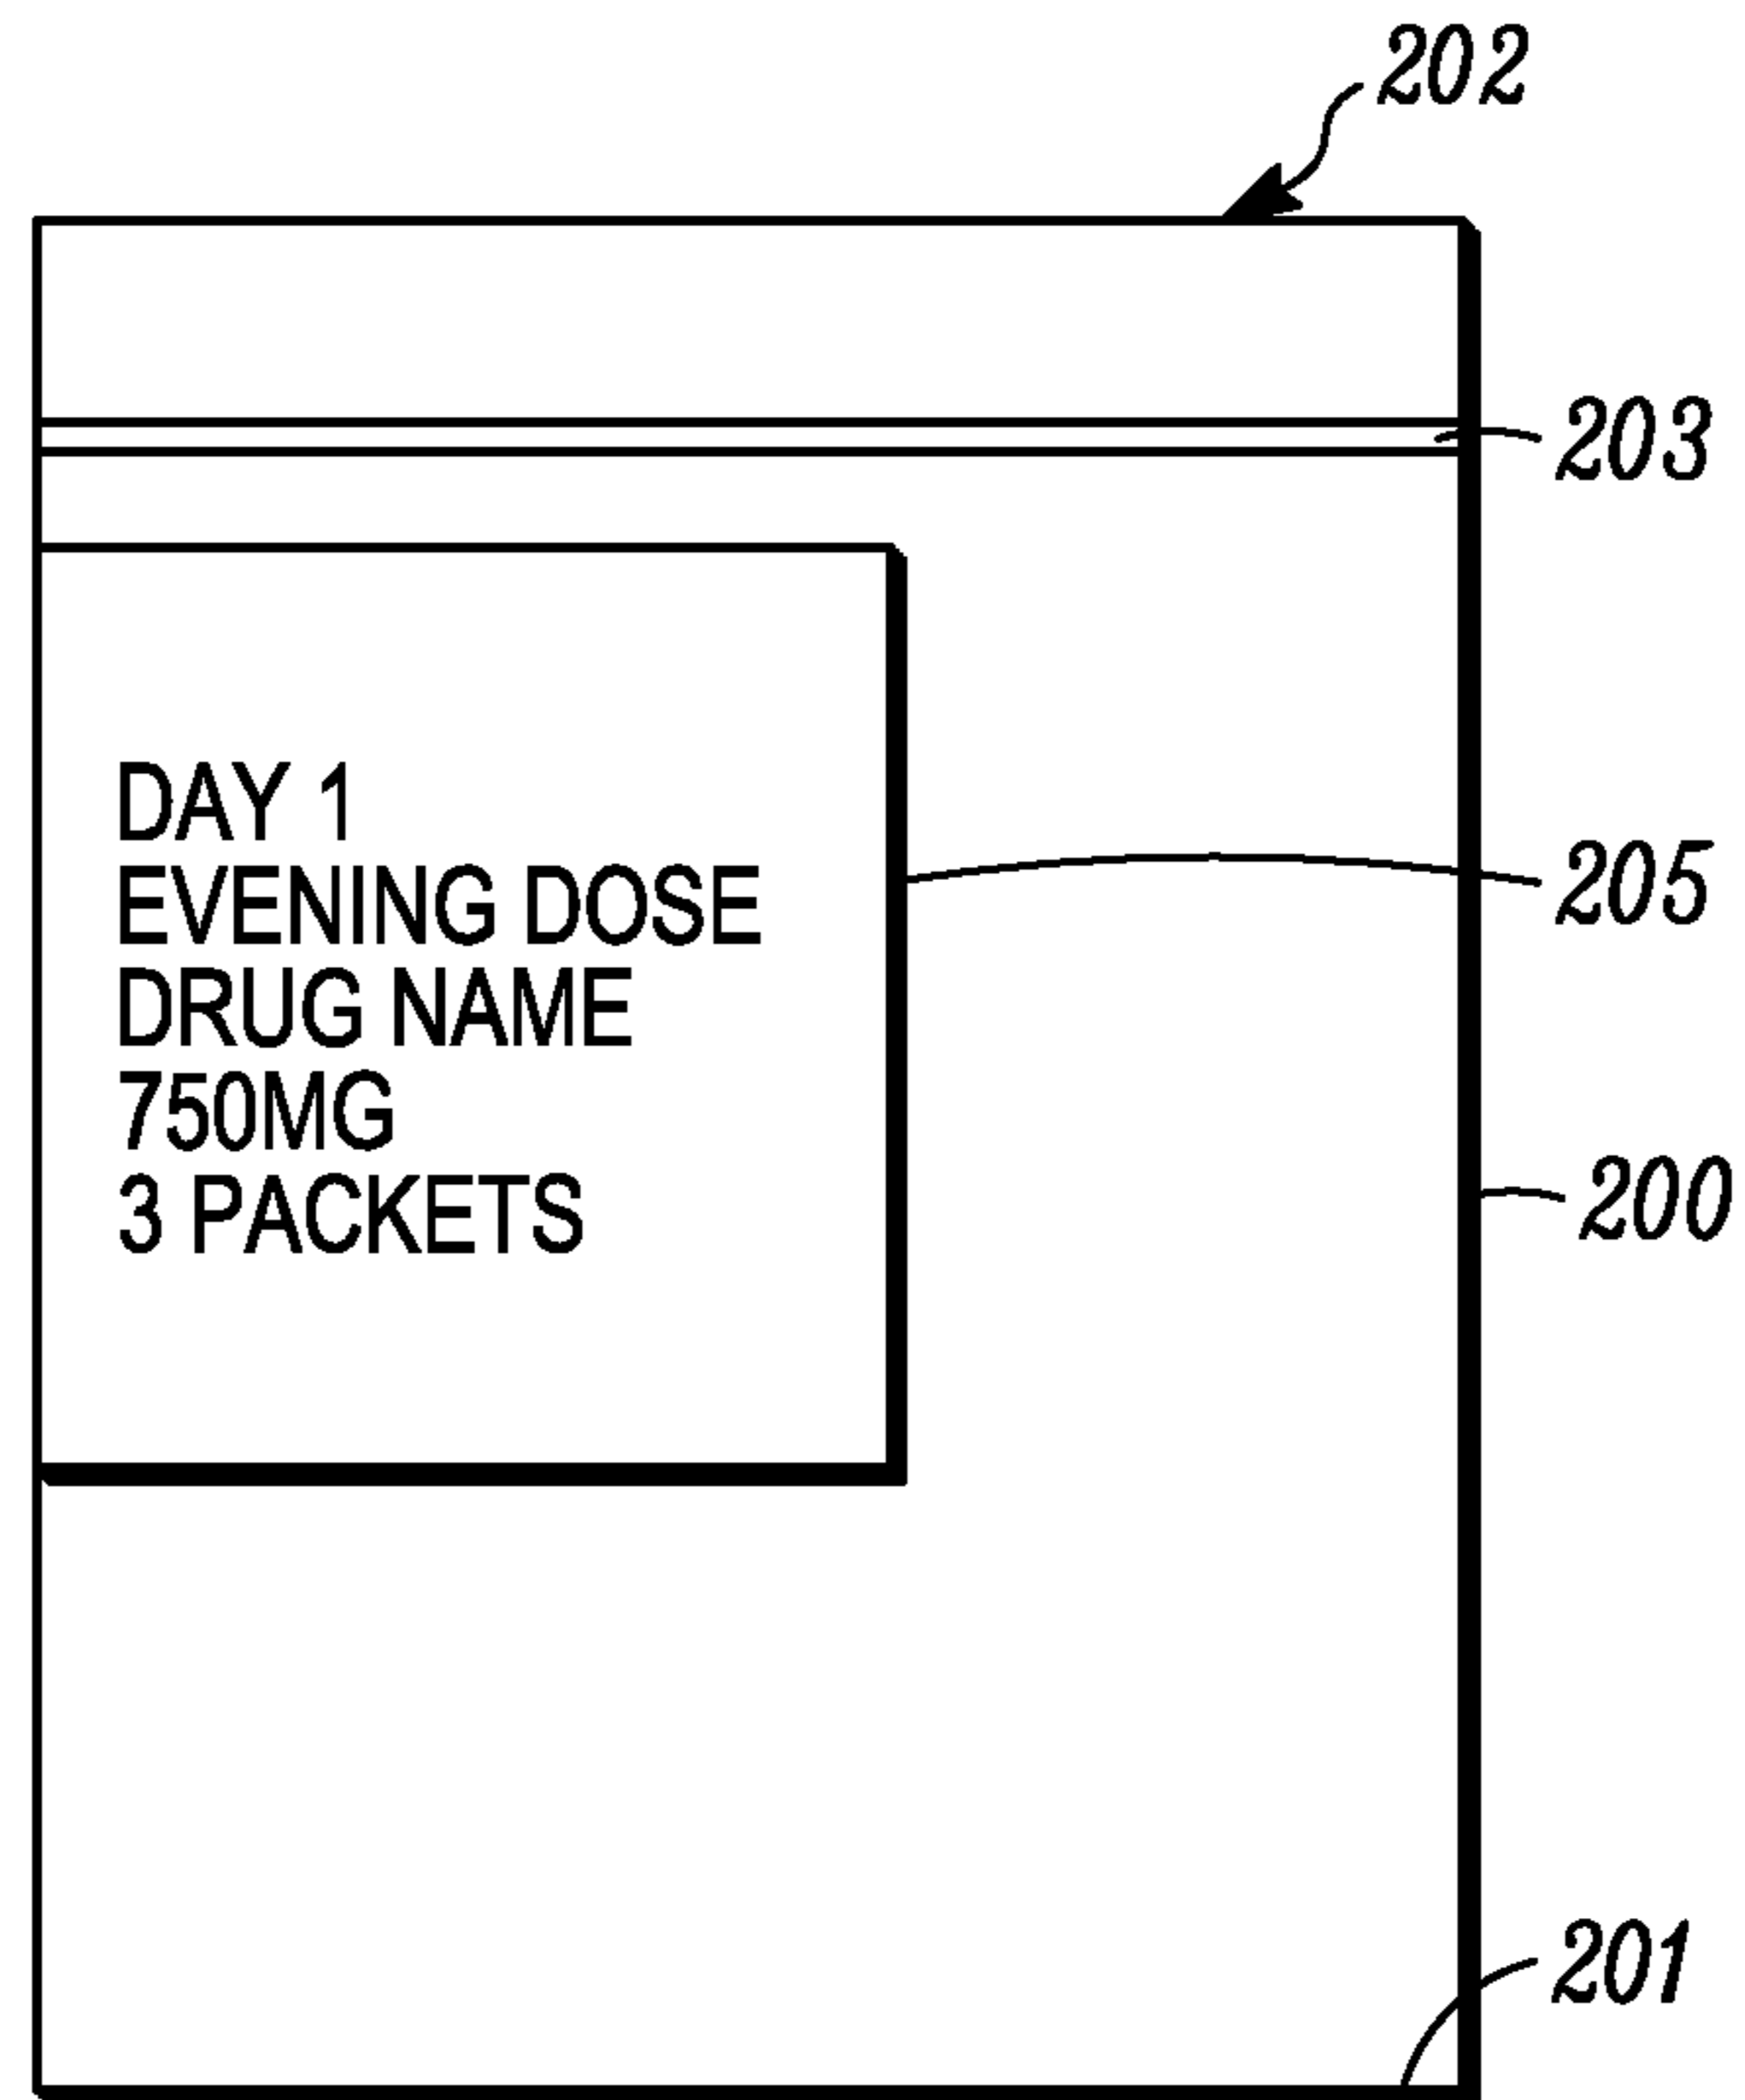 202
203
DAY 1
EVENING DOSE
205
DRUG NAME
750MG
3 PACKETS
200
201